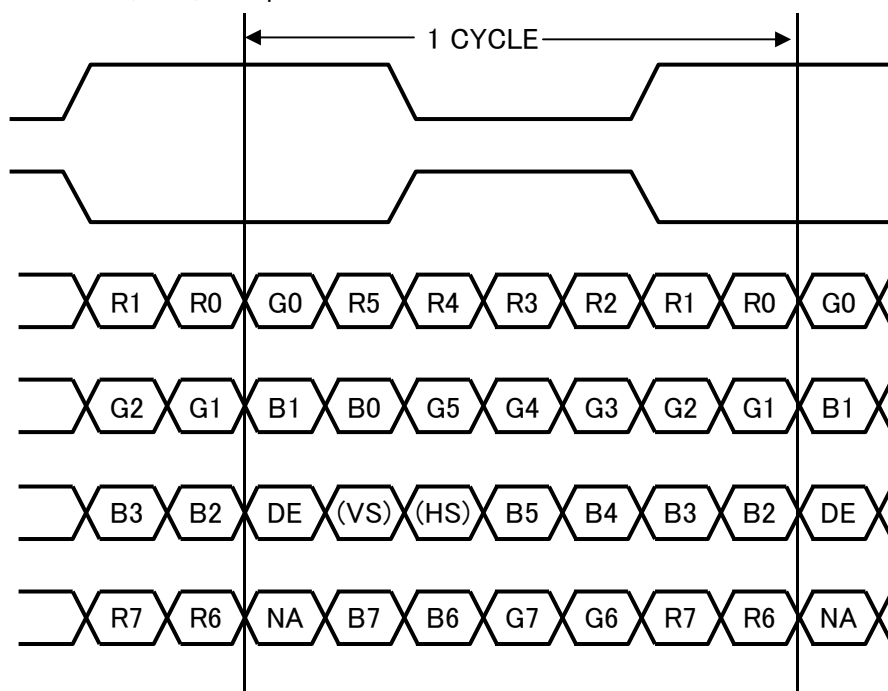 1 CYCLE
R1 R0 G0 R5 R4 R3 R2 R1 R0 G0
G2 G1 B1 B0 G5 G4 G3 G2 G1 B1
B3 B2 DE (VS) (HS) B5 B4 B3 B2 DE
R7 R6 NA B7 B6 G7 G6 R7 R6 NA